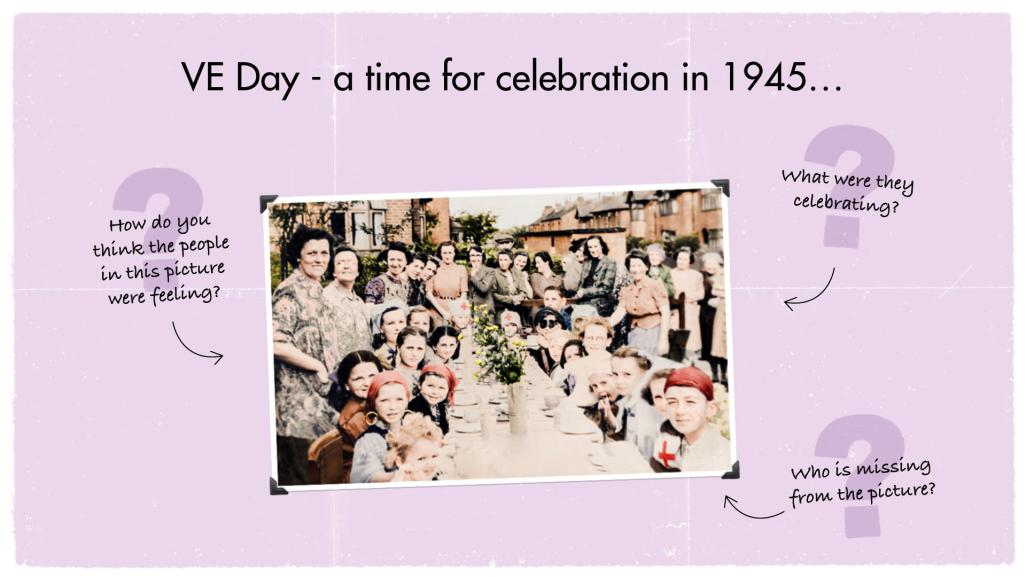 VE Day - a time for celebration in 1945...
How do you
think the people
in this picture
were feeling?
What were they
celebrating?
Who is missing
from the picture?